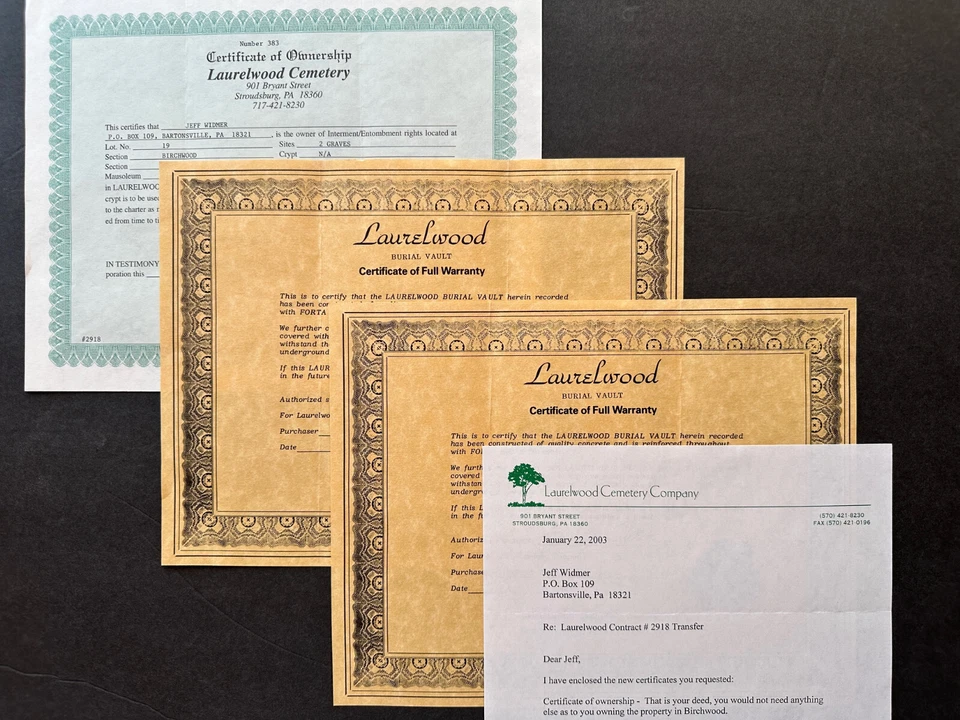 Number 383
Certificate of Ownership
Laurelwood Cemetery
901 Bryant Street
Stroudsburg, PA 18360
717-421-8230
This certifies that JEFF WIDMER
P.O. BOX 109, BARTONSVILLE, PA 18321, is the owner of Interment/Entombment rights located at
Lot. No. 19 Sites 2 GRAVES
Section BIRCHWOOD Crypt N/A
Section
Mausoleum
in LAURELWOO
crypt is to be used
to the charter as
ed from time to ti
IN TESTIMONY
poration this
#2918
Laurelwood
BURIAL VAULT
Certificate of Full Warranty
This is to certify that the LAURELWOOD BURIAL VAULT herein recorded
has been con
with FORTA
We further c
covered with
withstand th
underground
If this LAUR
in the future
Authorized s
For Laurelwo
Purchaser
Date
Laurelwood
BURIAL VAULT
Certificate of Full Warranty
This is to certify that the LAURELWOOD BURIAL VAULT herein recorded
has been constructed of quality concrete and is reinforced throughout
with FO
We furth
covered
withstan
undergr
If this L
in the fu
Authoriz
For Laur
Purchase
Date
Laurelwood Cemetery Company
901 BRYANT STREET
STROUDSBURG, PA 18360
(570) 421-8230
FAX (570) 421-0196
January 22, 2003
Jeff Widmer
P.O. Box 109
Bartonsville, Pa 18321
Re: Laurelwood Contract # 2918 Transfer
Dear Jeff,
I have enclosed the new certificates you requested:
Certificate of ownership - That is your deed, you would not need anything
else as to you owning the property in Birchwood.